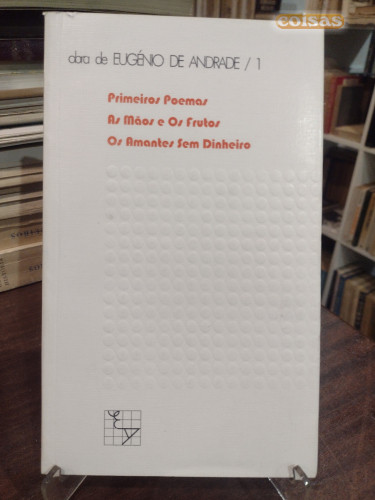 coisas
obra de EUGÉNIO DE ANDRADE / 1
Primeiros Poemas
As Mãos e Os Frutos
Os Amantes Sem Dinheiro